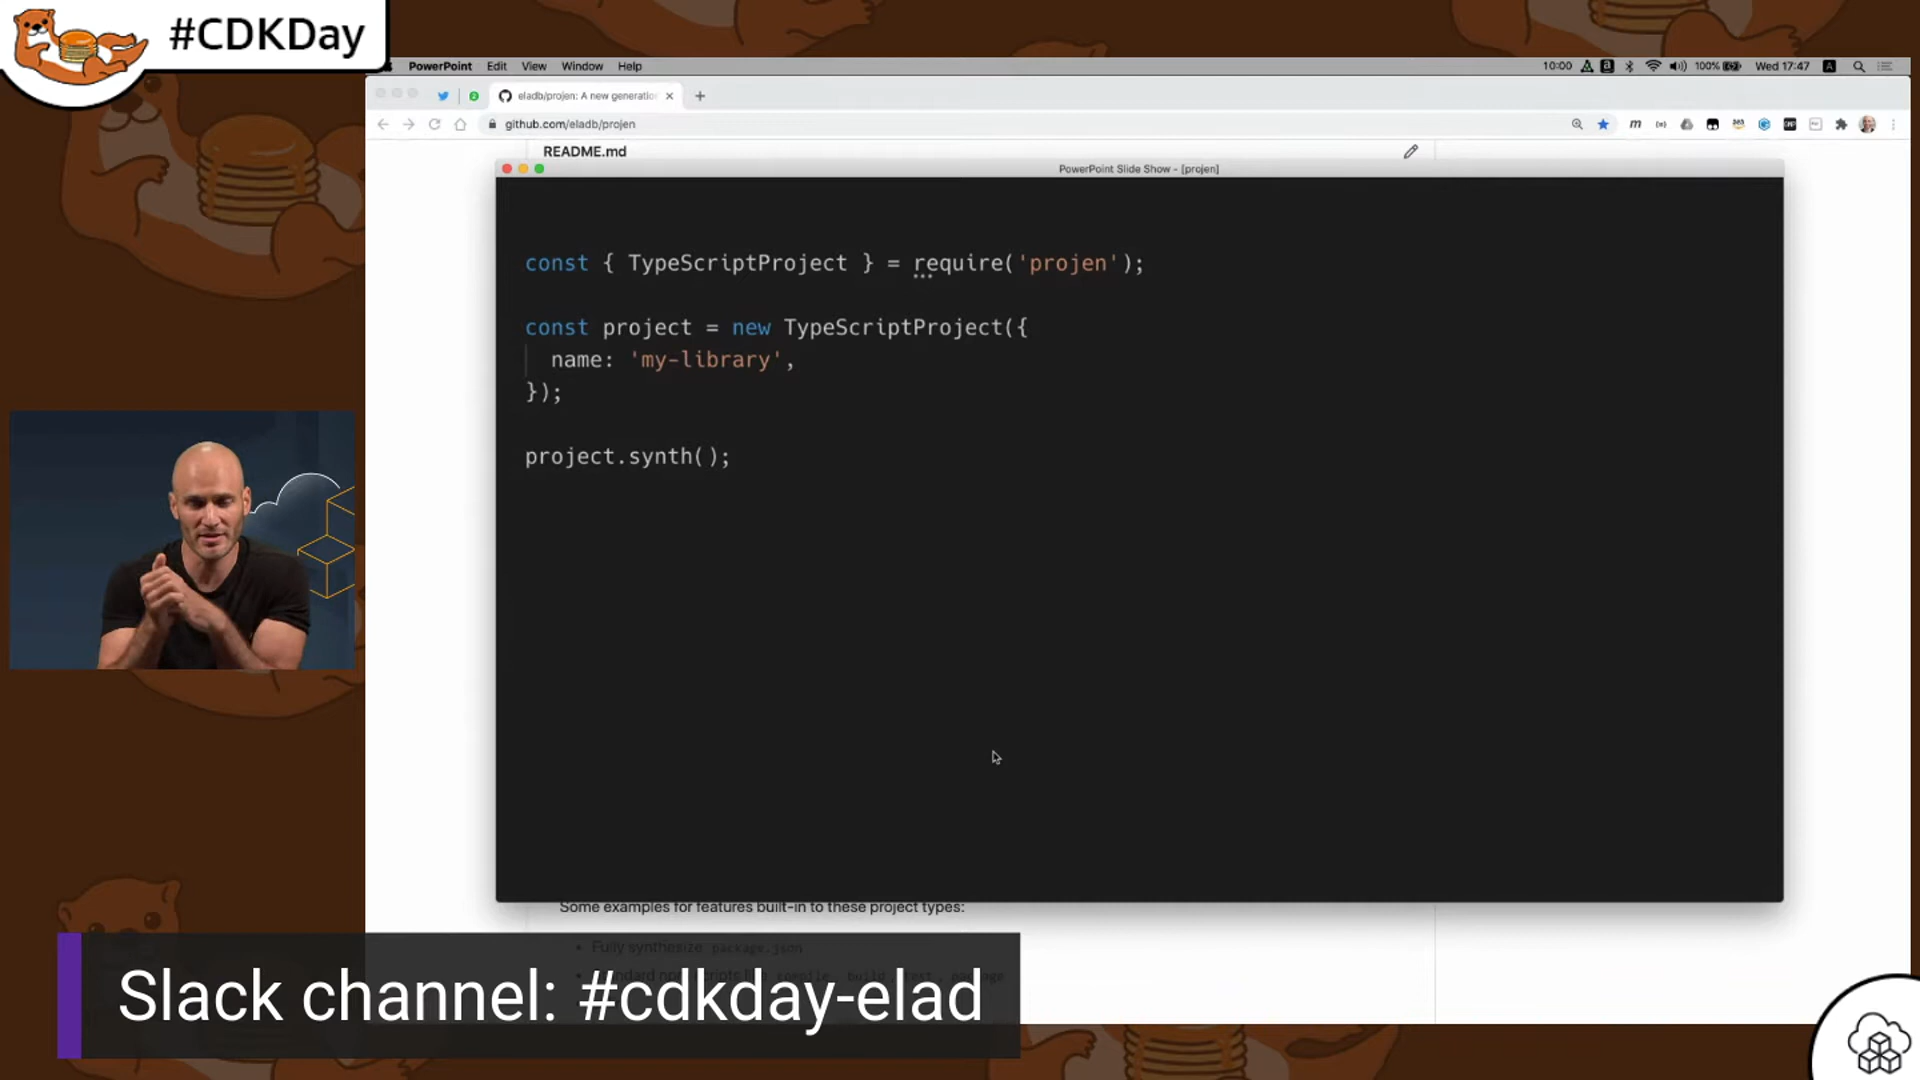 #CDKDay
PowerPoint Edit View Window Help
10:00 100% Wed 17:47
eladb/projen: A new generatio
github.com/eladb/projen
README.md
PowerPoint Slide Show - [projen]
const { TypeScriptProject } = require('projen');
const project = new TypeScriptProject({
name: 'my-library',
});
project.synth();
Some examples for features built-in to these project types:
Fully synthesize package.json
Slack channel: #cdkday-elad